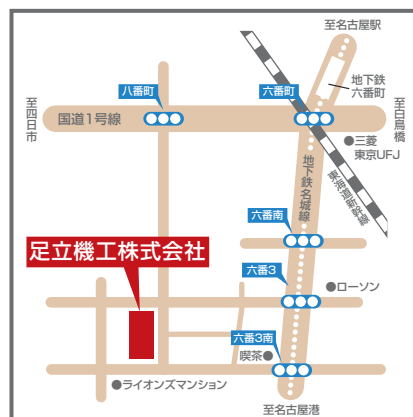 至名古屋駅
地下鉄
六番町
八番町
六番町
至四日市
国道1号線
至白鳥橋
三菱
東京UFJ
地下鉄名城線
東海道新幹線
六番南
足立機工株式会社
六番3
ローソン
六番3南
喫茶
ライオンズマンション
至名古屋港